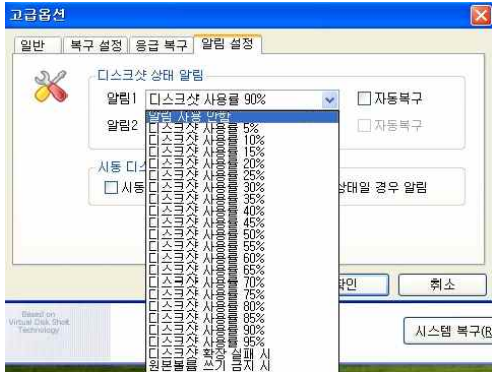 고급옵션
일반 복구 설정 응급 복구 알림 설정
디스크샷 상태 알림
알림1 디스크샷 사용률 90% 자동복구
알림2 자동복구
알림 사용 안함
디스크샷 사용률 5%
디스크샷 사용률 10%
디스크샷 사용률 15%
디스크샷 사용률 20%
디스크샷 사용률 25%
디스크샷 사용률 30%
디스크샷 사용률 35%
디스크샷 사용률 40%
디스크샷 사용률 45%
디스크샷 사용률 50%
디스크샷 사용률 55%
디스크샷 사용률 60%
디스크샷 사용률 65%
디스크샷 사용률 70%
디스크샷 사용률 75%
디스크샷 사용률 80%
디스크샷 사용률 85%
디스크샷 사용률 90%
디스크샷 사용률 95%
디스크샷 확장 실패 시
원본볼륨 쓰기 금지 시
시동 디스
시동 상태일 경우 알림
확인 취소
Based on
Virtual Disk Shot
Technology
시스템 복구(R